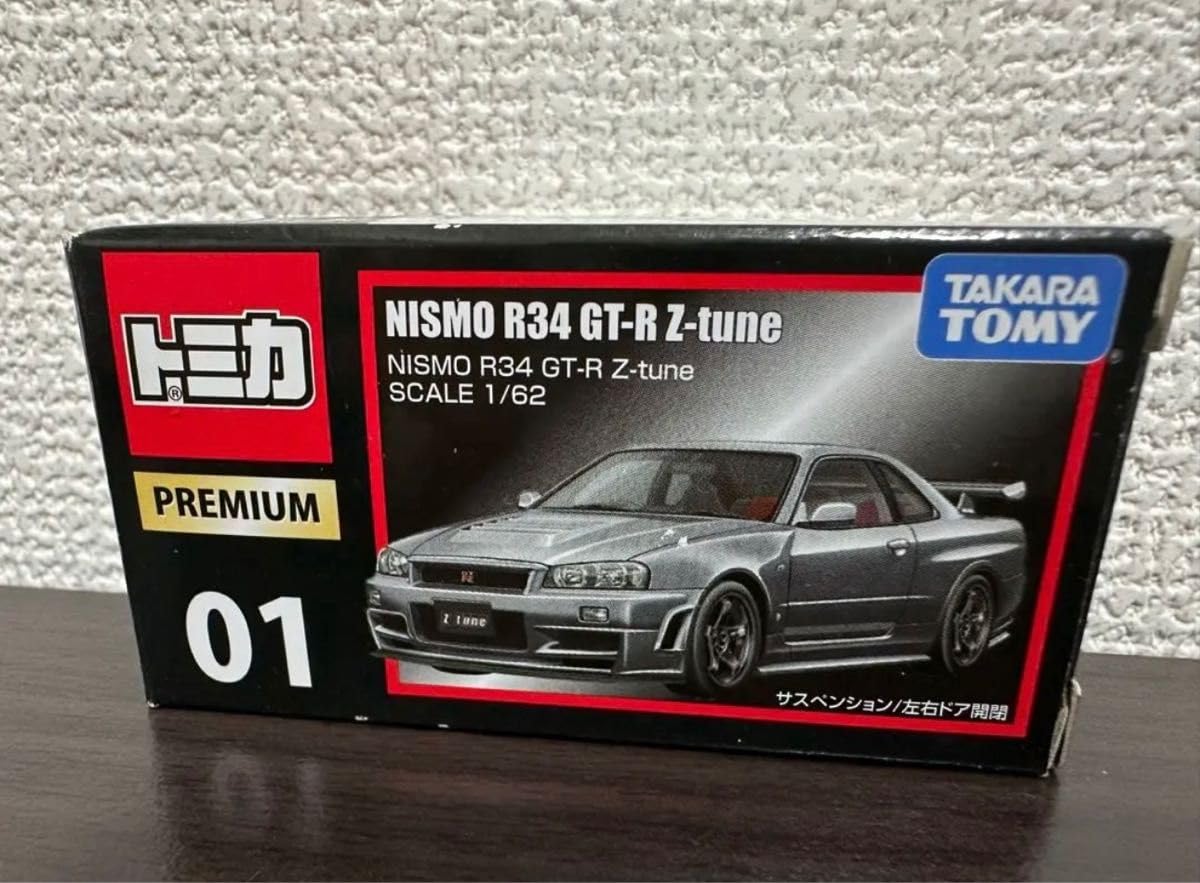 トミカ®
PREMIUM
01
NISMO R34 GT-R Z-tune
NISMO R34 GT-R Z-tune
SCALE 1/62
TAKARA
TOMY
Z tune
サスペンション/左右ドア開閉